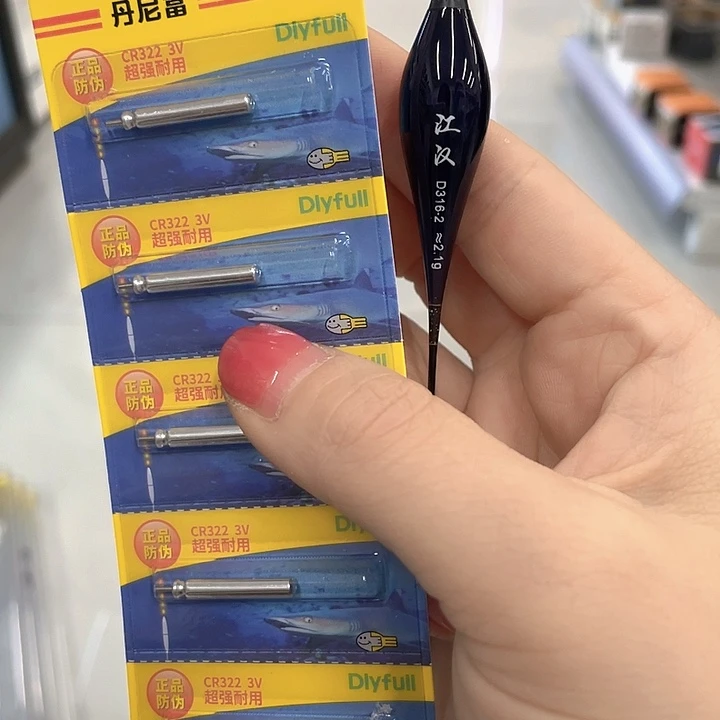 丹尼富
Dlyfull
正品
防伪
CR322 3V
超强耐用
Dlyfull
正品
防伪
CR322 3V
超强耐用
yfull
正品
防伪
CR322
超强耐用
Dl
正品
防伪
CR322 3V
超强耐用
Dlyfull
正品
防伪
CR322 3V
超强耐用
江
汉
D316-2 ≈2.1g